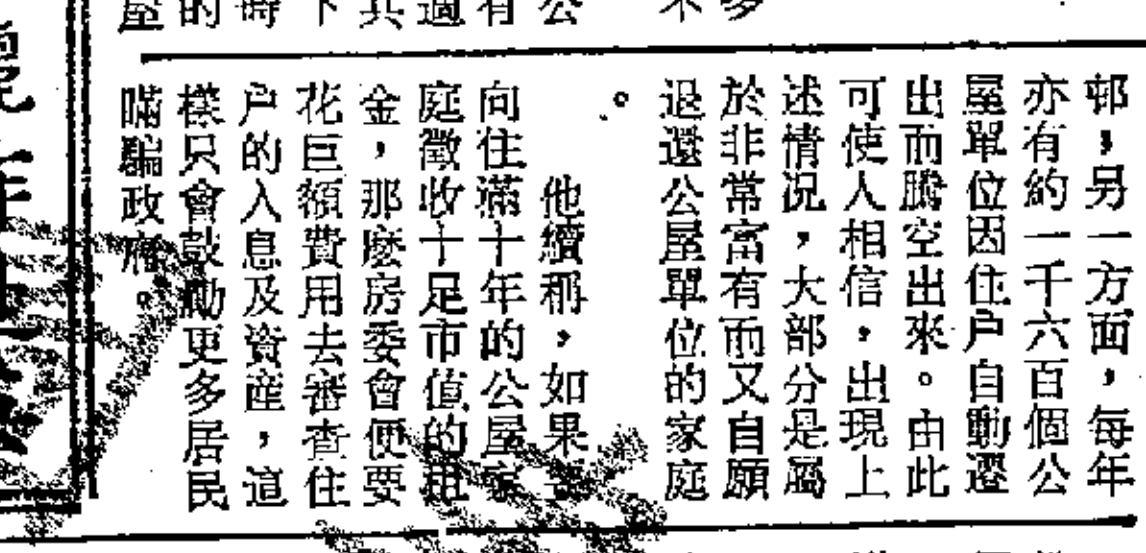 邨，另一方面，每年
亦有約一千六百個公
屋單位因住戶自動遷
出而騰空出來。由此
可使人相信，出現上
述情況，大部分是屬
於非常富有而又自願
退還公屋單位的家庭
。
他續稱，如果要
向住滿十年的公屋家
庭徵收十足市值的租
金，那麽房委會便要
花巨額費用去審查住
户的入息及資產，這
樣只會鼓勵更多居民
瞞騙政府。